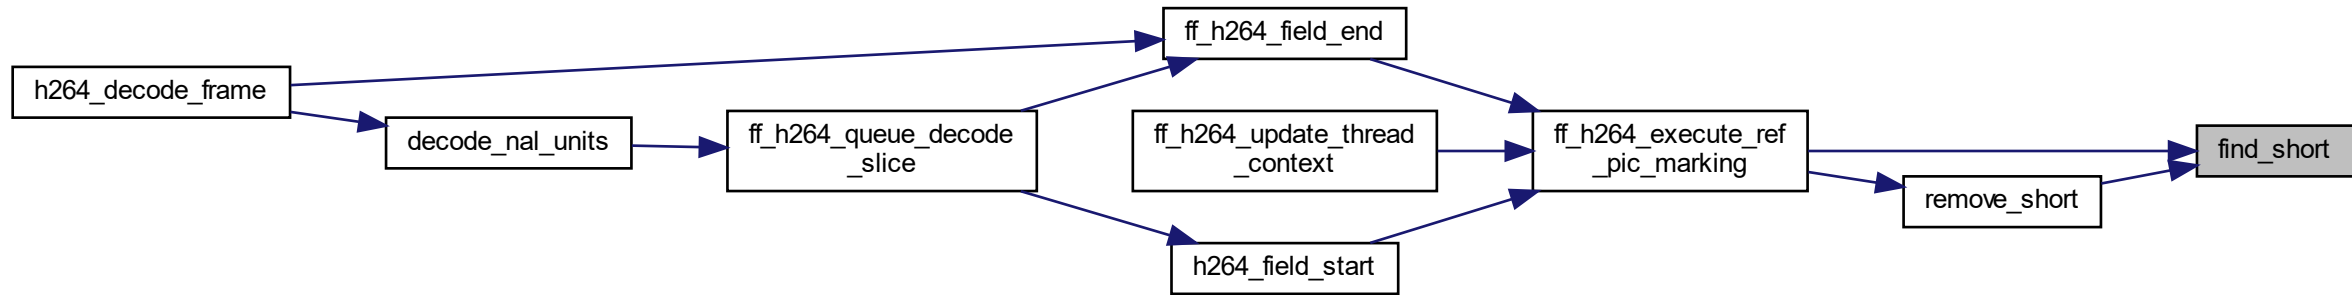 ff_h264_field_end
h264_decode_frame
decode_nal_units
ff_h264_queue_decode
_slice
ff_h264_update_thread
_context
ff_h264_execute_ref
_pic_marking
find_short
remove_short
h264_field_start